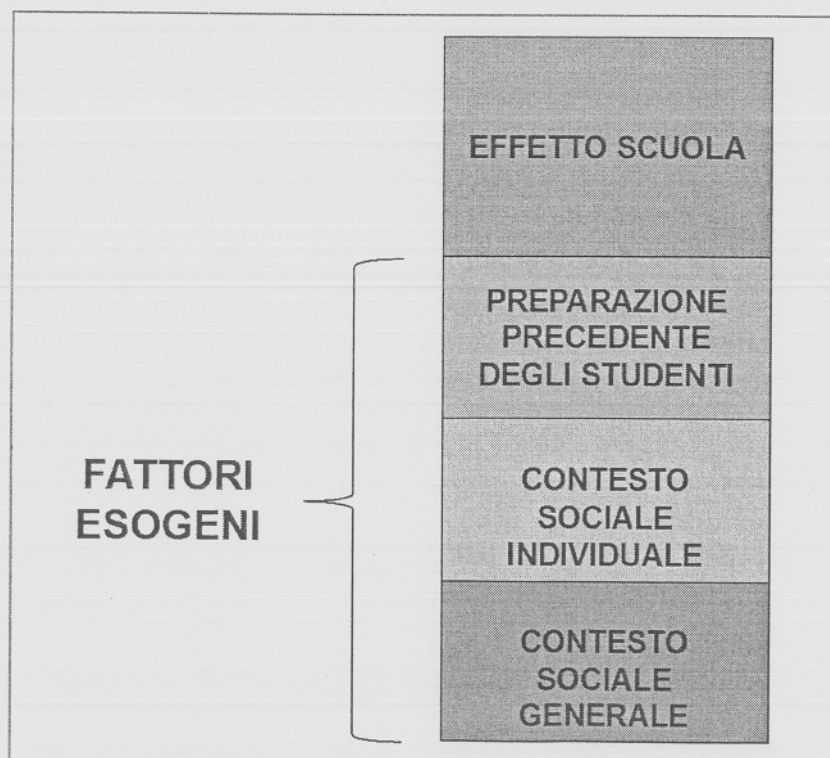 EFFETTO SCUOLA
PREPARAZIONE
PRECEDENTE
DEGLI STUDENTI
FATTORI
ESOGENI
CONTESTO
SOCIALE
INDIVIDUALE
CONTESTO
SOCIALE
GENERALE